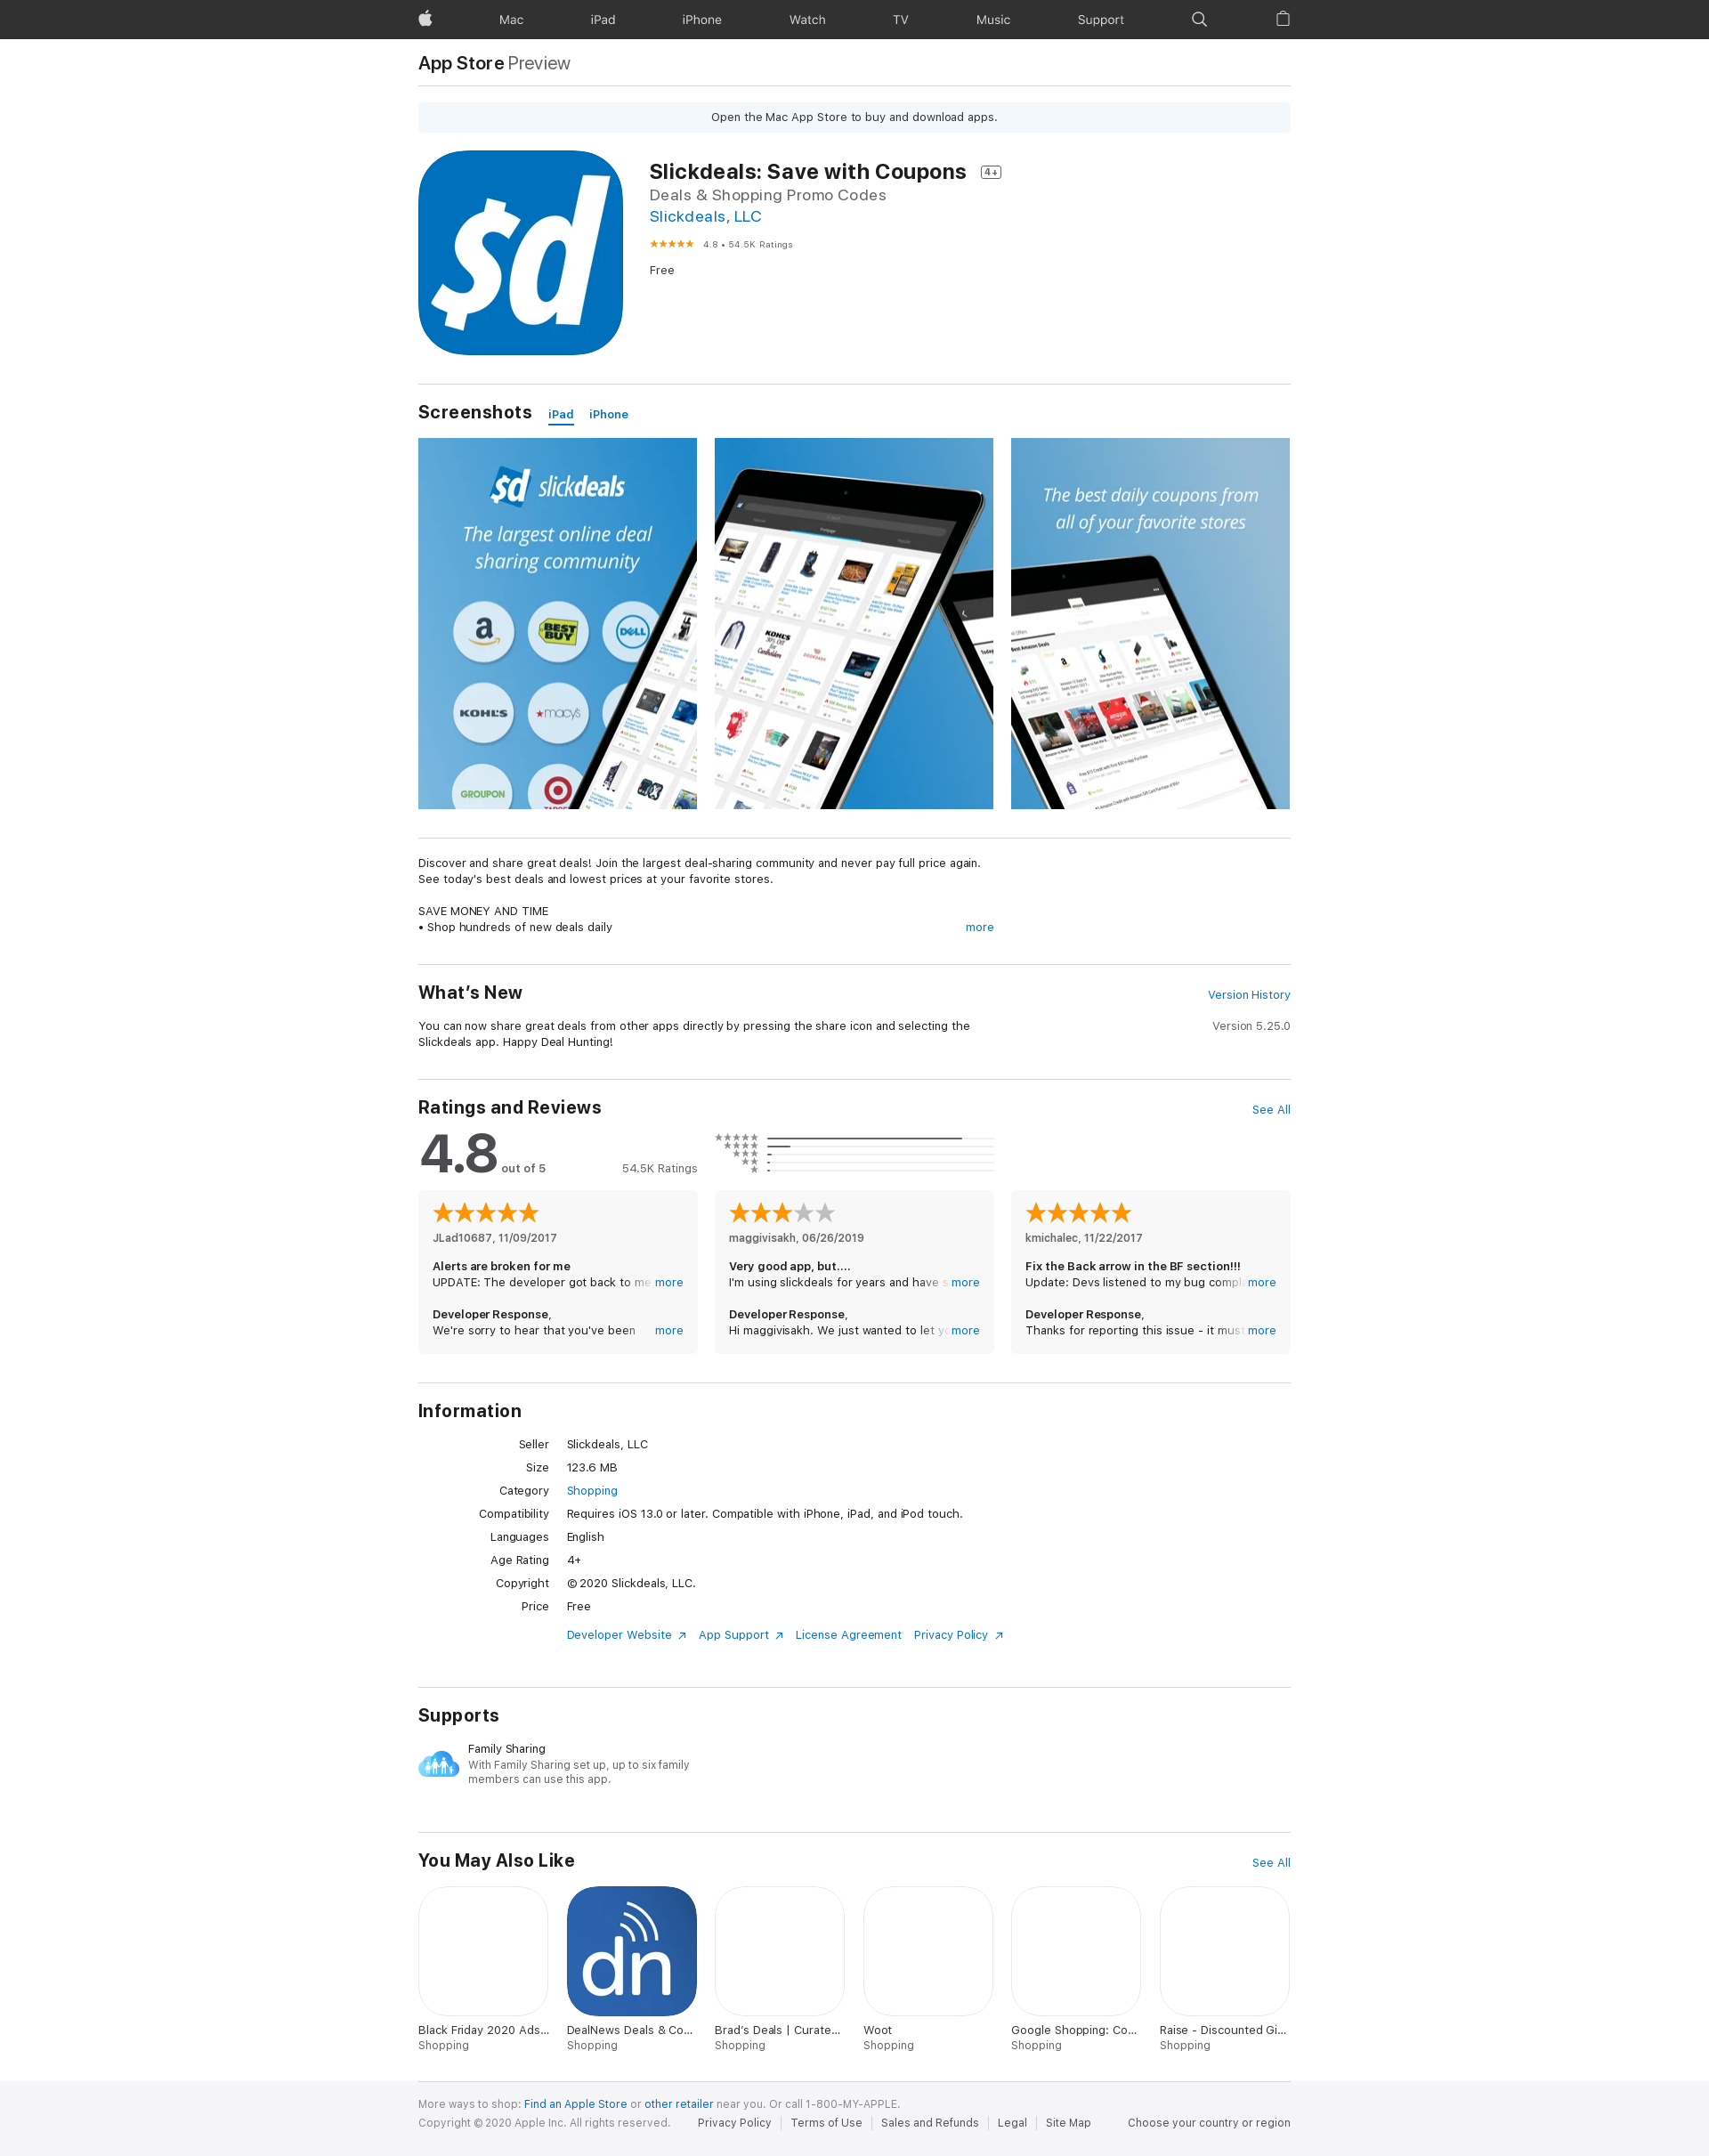 Mac
iPad
iPhone
Watch
TV
Music
Support
App Store Preview
Open the Mac App Store to buy and download apps.
$d
Slickdeals: Save with Coupons 4+
Deals & Shopping Promo Codes
Slickdeals, LLC
4.8 • 54.5K Ratings
Free
Screenshots iPad iPhone
$d slickdeals
The largest online deal
sharing community
a
BEST BUY
DELL
KOHL'S
macy's
GROUPON
KOHL'S
The best daily coupons from
all of your favorite stores
Best Amazon Deals
Discover and share great deals! Join the largest deal-sharing community and never pay full price again.
See today's best deals and lowest prices at your favorite stores.
SAVE MONEY AND TIME
• Shop hundreds of new deals daily
more
What’s New
Version History
You can now share great deals from other apps directly by pressing the share icon and selecting the
Slickdeals app. Happy Deal Hunting!
Version 5.25.0
Ratings and Reviews
See All
4.8 out of 5
54.5K Ratings
JLad10687, 11/09/2017
Alerts are broken for me
UPDATE: The developer got back to me more
Developer Response,
We're sorry to hear that you've been more
maggivisakh, 06/26/2019
Very good app, but....
I'm using slickdeals for years and have more
Developer Response,
Hi maggivisakh. We just wanted to let more
kmichalec, 11/22/2017
Fix the Back arrow in the BF section!!!
Update: Devs listened to my bug more
Developer Response,
Thanks for reporting this issue - it must more
Information
Seller
Slickdeals, LLC
Size
123.6 MB
Category
Shopping
Compatibility
Requires iOS 13.0 or later. Compatible with iPhone, iPad, and iPod touch.
Languages
English
Age Rating
4+
Copyright
© 2020 Slickdeals, LLC.
Price
Free
Developer Website App Support License Agreement Privacy Policy
Supports
Family Sharing
With Family Sharing set up, up to six family
members can use this app.
You May Also Like
See All
dn
Black Friday 2020 Ads...
Shopping
DealNews Deals & Co...
Shopping
Brad’s Deals | Curate...
Shopping
Woot
Shopping
Google Shopping: Co...
Shopping
Raise - Discounted Gi...
Shopping
More ways to shop: Find an Apple Store or other retailer near you. Or call 1-800-MY-APPLE.
Copyright © 2020 Apple Inc. All rights reserved.
Privacy Policy
Terms of Use
Sales and Refunds
Legal
Site Map
Choose your country or region